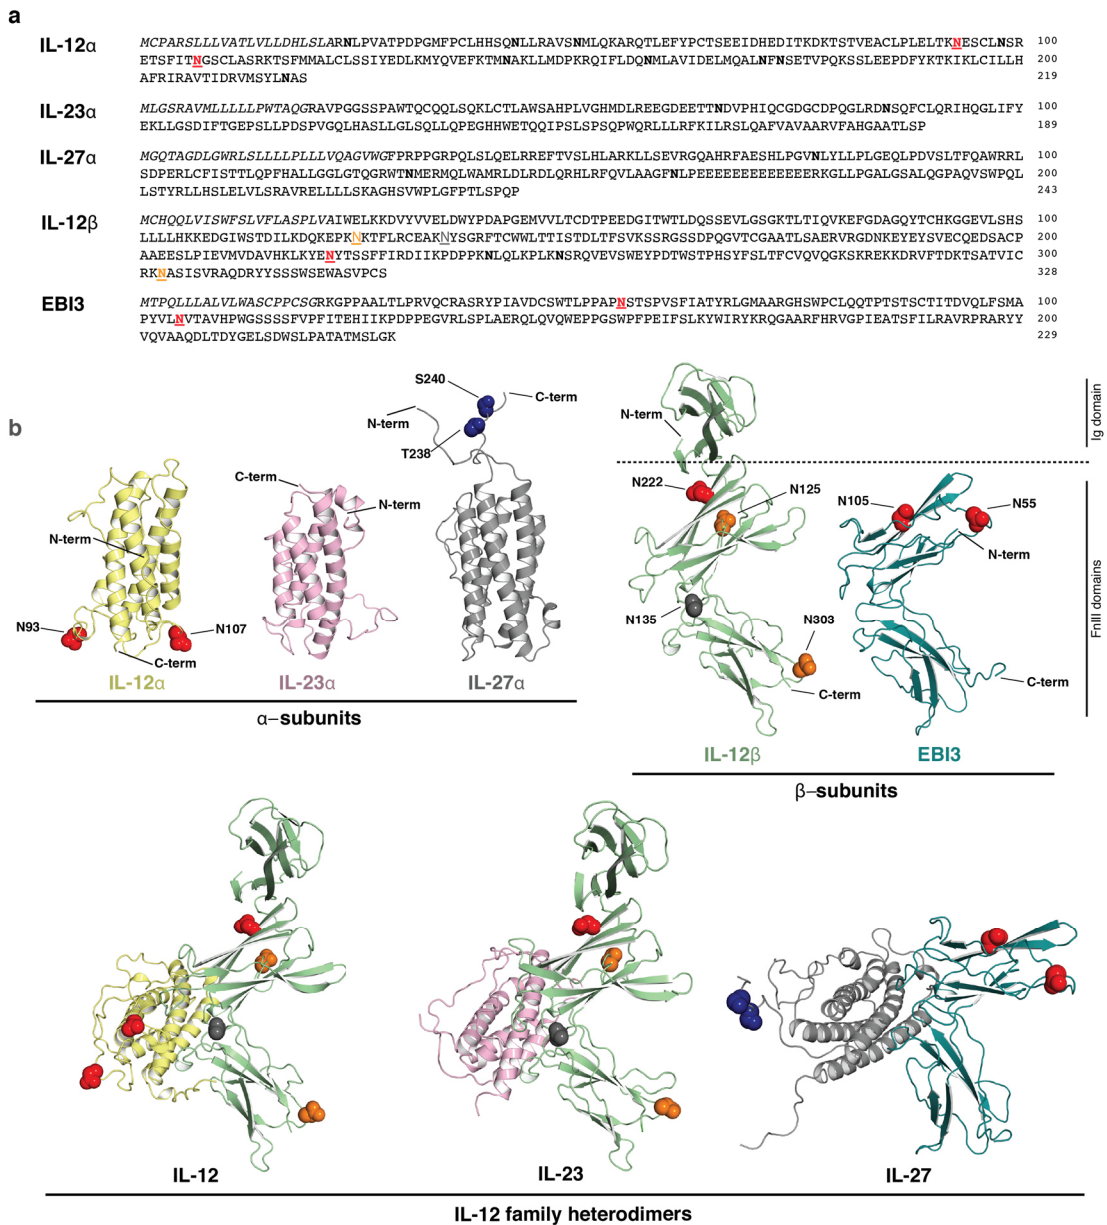 a
IL-12α
MCPARSLLLVATLVLLDHLSLARNLPVATPDPGMFPCLHHSQNLLRAVSNMLQKARQTLEFYPCTSEEIDHEDITKDKTSTVEACLPLELTKNESCLNSR 100
ETSFITNGSCLASRKTSFMMALCLSSIYEDLKMYQVEFKTMNAKLLMDPKRQIFLDQNMLAVIDELMQALNFNSETVPQKSSLEEPDFYKTKIKLCILLH 200
AFRIRAVTIDRVMSYLNAS 219
IL-23α
MLGSRAVMLLLLLPWTAQGRAVPGGSSPAWTQCQQLSQKLCTLAWSAHPLVGHMDLREEGDEETTNDVPHIQCGDGCDPQGLRDNSQFCLQRIHQGLIFY 100
EKLLGSDIFTGEPSLLPDSPVGQLHASLLGLSQLLQPEGHHWETQQIPSLSPSQPWQRLLLRFKILRSLQAFVAVAARVFAHGAATLSP 189
IL-27α
MGQTAGDLGWRLSLLLLPLLLVQAGVWGFPRPPGRPQLSLQELRREFTVSLHLARKLLSEVRGQAHRFAESHLPGVNLYLLPLGEQLPDVSLTFQAWRRL 100
SDPERLCFISTTLQPFHALLGGLGTQGRWTNMERMQLWAMRLDLRDLQRHLRFQVLAAGFNLPEEEEEEEEEEEEERKGLLPGALGSALQGPAQVSWPQL 200
LSTYRLLHSLELVLSRAVRELLLLSKAGHSVWPLGFPTLSPQP 243
IL-12β
MCHQQLVISWFSLVFLASPLVAIWELKKDVYVVELDWYPDAPGEMVVLTCDTPEEDGITWTLDQSSEVLGSGKTLTIQVKEFGDAGQYTCHKGGEVLSHS 100
LLLLHKKEDGIWSTDILKDQKEPKNKTFLRCEAKNYSGRFTCWWLTTISTDLTFSVKSSRGSSDPQGVTCGAATLSAERVRGDNKEYEYSVECQEDSACP 200
AAEESLPIEVMVDAVHKLKYENYTSSFFIRDIIKPDPPKNLQLKPLKNSRQVEVSWEYPDTWSTPHSYFSLTFCVQVQGKSKREKKDRVFTDKTSATVIC 300
RKNASISVRAQDRYYSSSWSEWASVPCS 328
EBI3
MTPQLLLALVLWASCPPCSGRKGPPAALTLPRVQCRASRYPIAVDCSWTLPPAPNSTSPVSFIATYRLGMAARGHSWPCLQQTPTSTSCTITDVQLFSMA 100
PYVLNVTAVHPWGSSSSFVPFITEHIIKPDPPEGVRLSPLAERQLQVQWEPPGSWPFPEIFSLKYWIRYKRQGAARFHRVGPIEATSFILRAVRPRARYY 200
VQVAAQDLTDYGELSDWSLPATATMSLGK 229
b
S240
C-term
N-term
T238
N-term
Ig domain
C-term
N-term
N-term
N93
N107
C-term
N222
N125
N135
N303
C-term
N105
N55
N-term
C-term
FnIII domains
IL-12α
IL-23α
IL-27α
α–subunits
IL-12β
EBI3
β–subunits
IL-12
IL-23
IL-27
IL-12 family heterodimers